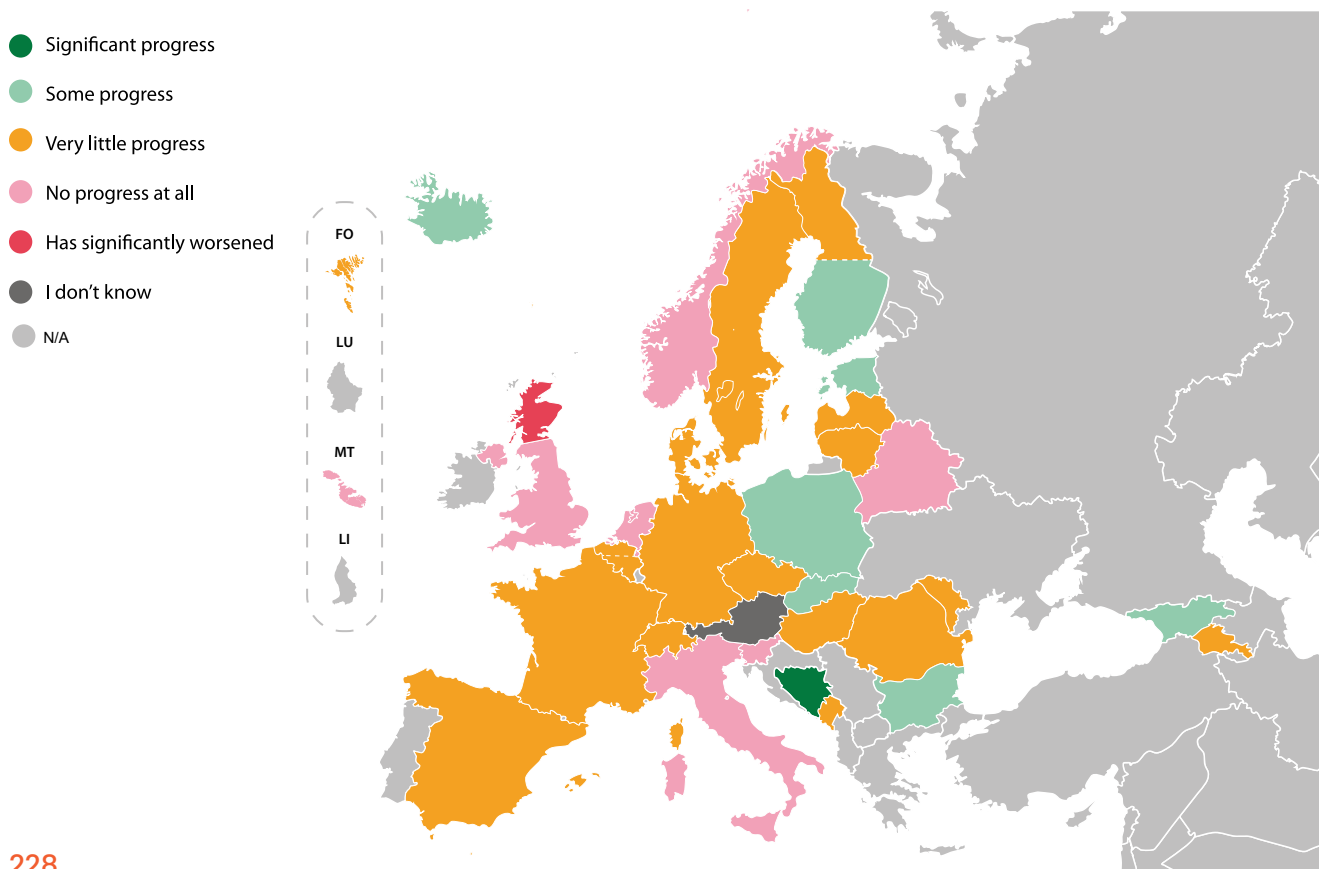 Significant progress
Some progress
Very little progress
No progress at all
Has significantly worsened
I don't know
N/A
FO
LU
MT
LI
228